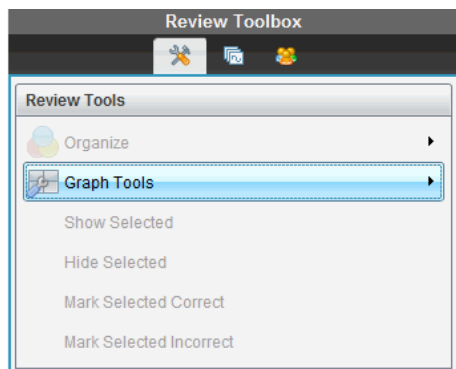 Review Toolbox
Review Tools
Organize
Graph Tools
Show Selected
Hide Selected
Mark Selected Correct
Mark Selected Incorrect